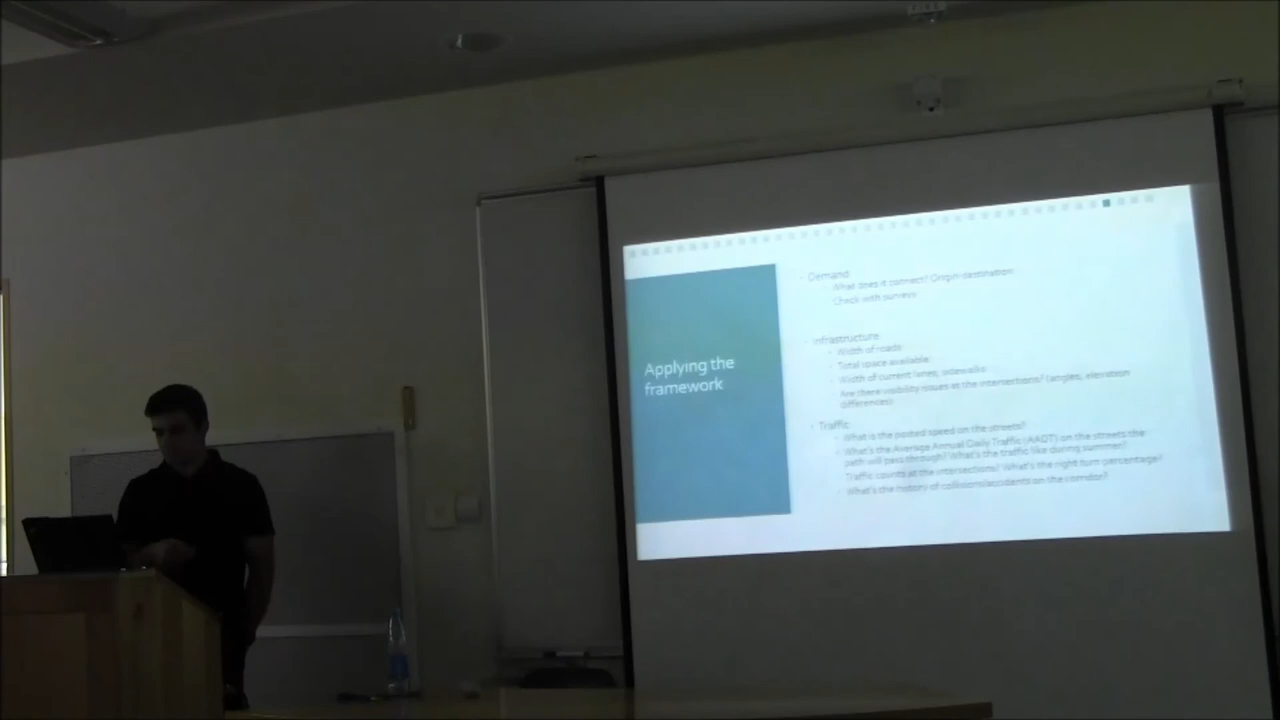 Applying the
framework
Demand
What does it connect? Origin-destination
Check with surveys
Infrastructure
Width of roads
Total space available
Width of current lanes, sidewalks
Are there visibility issues at the intersections? (angles, elevation
differences)
Traffic
What is the posted speed on the streets?
What's the Average Annual Daily Traffic (AADT) on the streets the
path will pass through? What's the traffic like during summer?
Traffic counts at the intersections? What's the right turn percentage?
What's the history of collisions/accidents on the corridor?